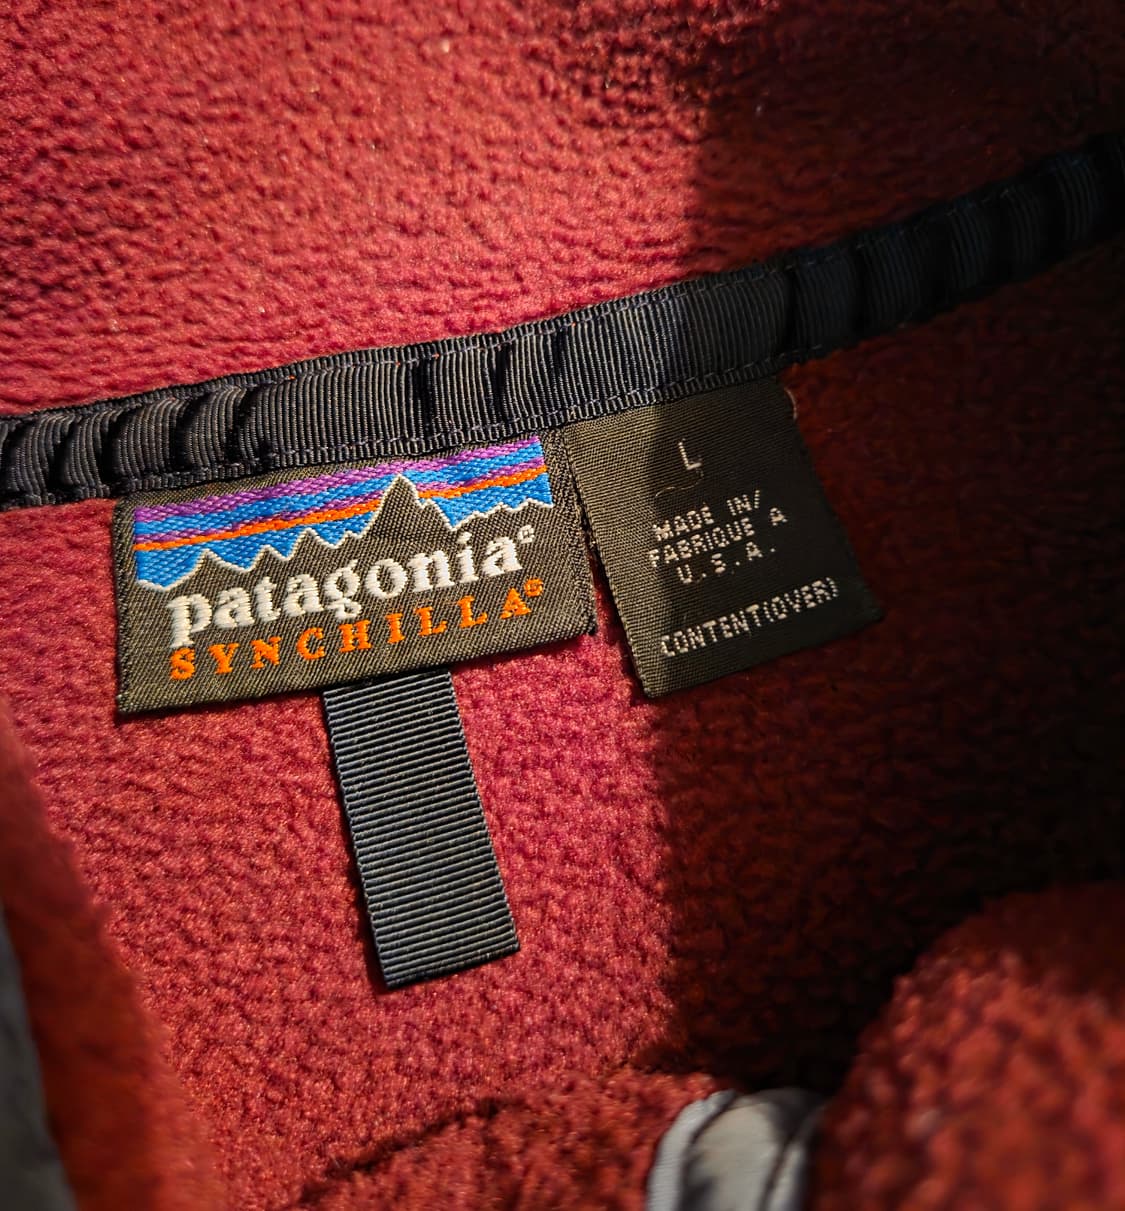 patagonia®
SYNCHILLA®
L
MADE IN/
FABRIQUE A
U.S.A.
CONTENT(OVER)